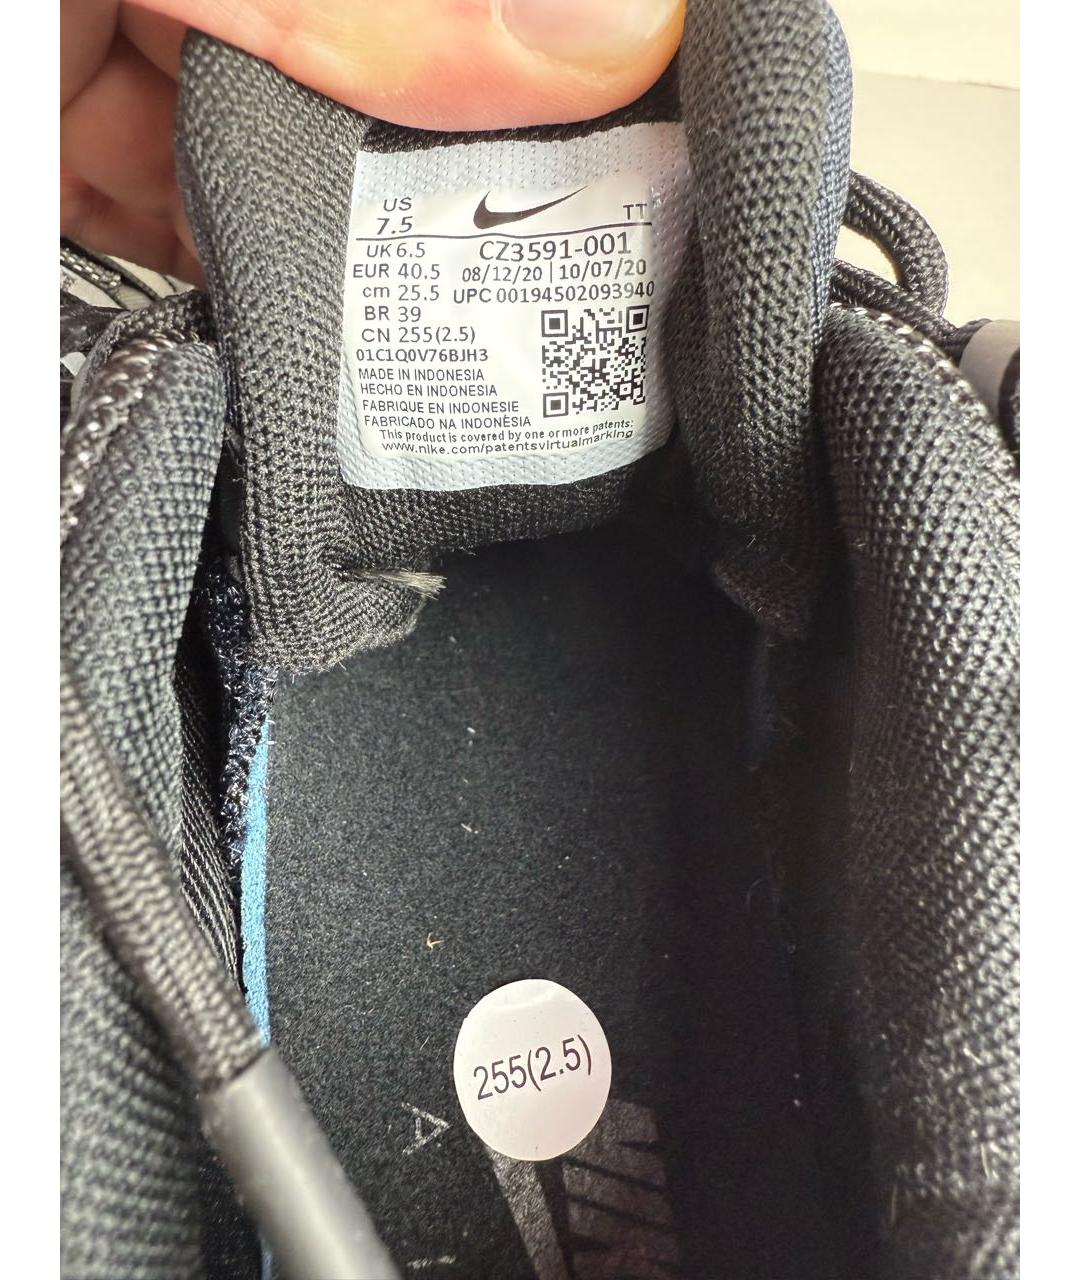 US
7.5
TT
UK 6.5
CZ3591-001
EUR 40.5
08/12/20 | 10/07/20
cm 25.5
UPC 00194502093940
BR 39
CN 255(2.5)
01C1Q0V76BJH3
MADE IN INDONESIA
HECHO EN INDONESIA
FABRIQUE EN INDONESIE
FABRICADO NA INDONÉSIA
This product is covered by one or more patents:
www.nike.com/patentsvirtualmarking
255(2.5)